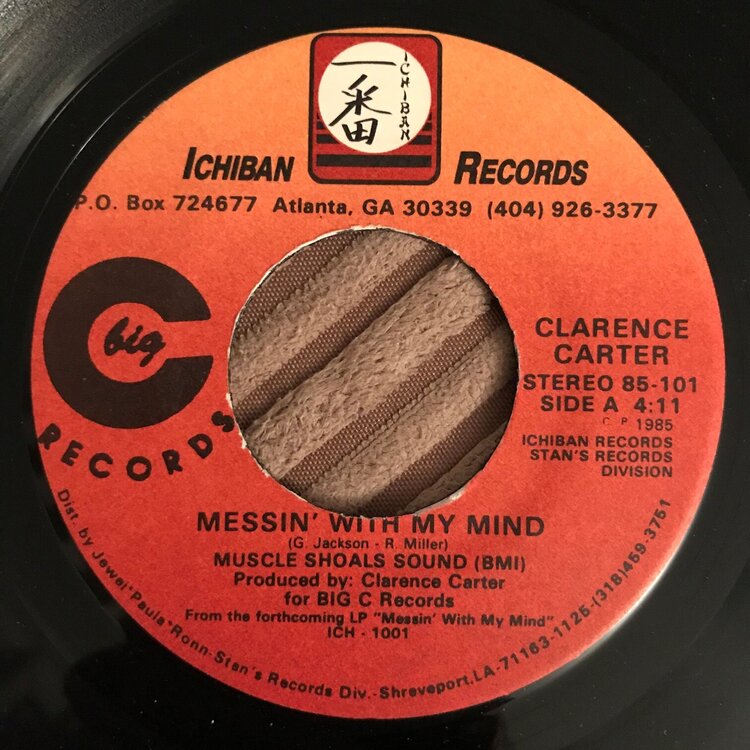 一番
ICHIBAN
ICHIBAN RECORDS
P.O. Box 724677 Atlanta, GA 30339 (404) 926-3377
big C
RECORDS
CLARENCE
CARTER
STEREO 85-101
SIDE A 4:11
C P 1985
ICHIBAN RECORDS
STAN'S RECORDS
DIVISION
MESSIN' WITH MY MIND
(G. Jackson - R. Miller)
MUSCLE SHOALS SOUND (BMI)
Produced by: Clarence Carter
for BIG C Records
From the forthcoming LP "Messin' With My Mind"
ICH - 1001
Dist. by Jewel*Paula*Ronn-Stan's Records Div.-Shreveport,LA-71163-1125-(318)459-3751